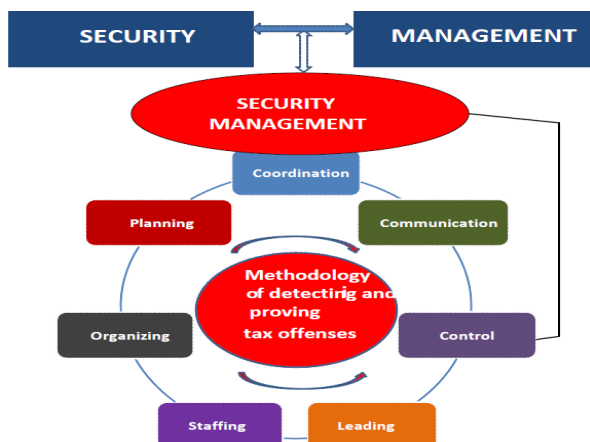 SECURITY
MANAGEMENT
SECURITY
MANAGEMENT
Coordination
Planning
Communication
Methodology
of detecting and
proving
tax offenses
Organizing
Control
Staffing
Leading